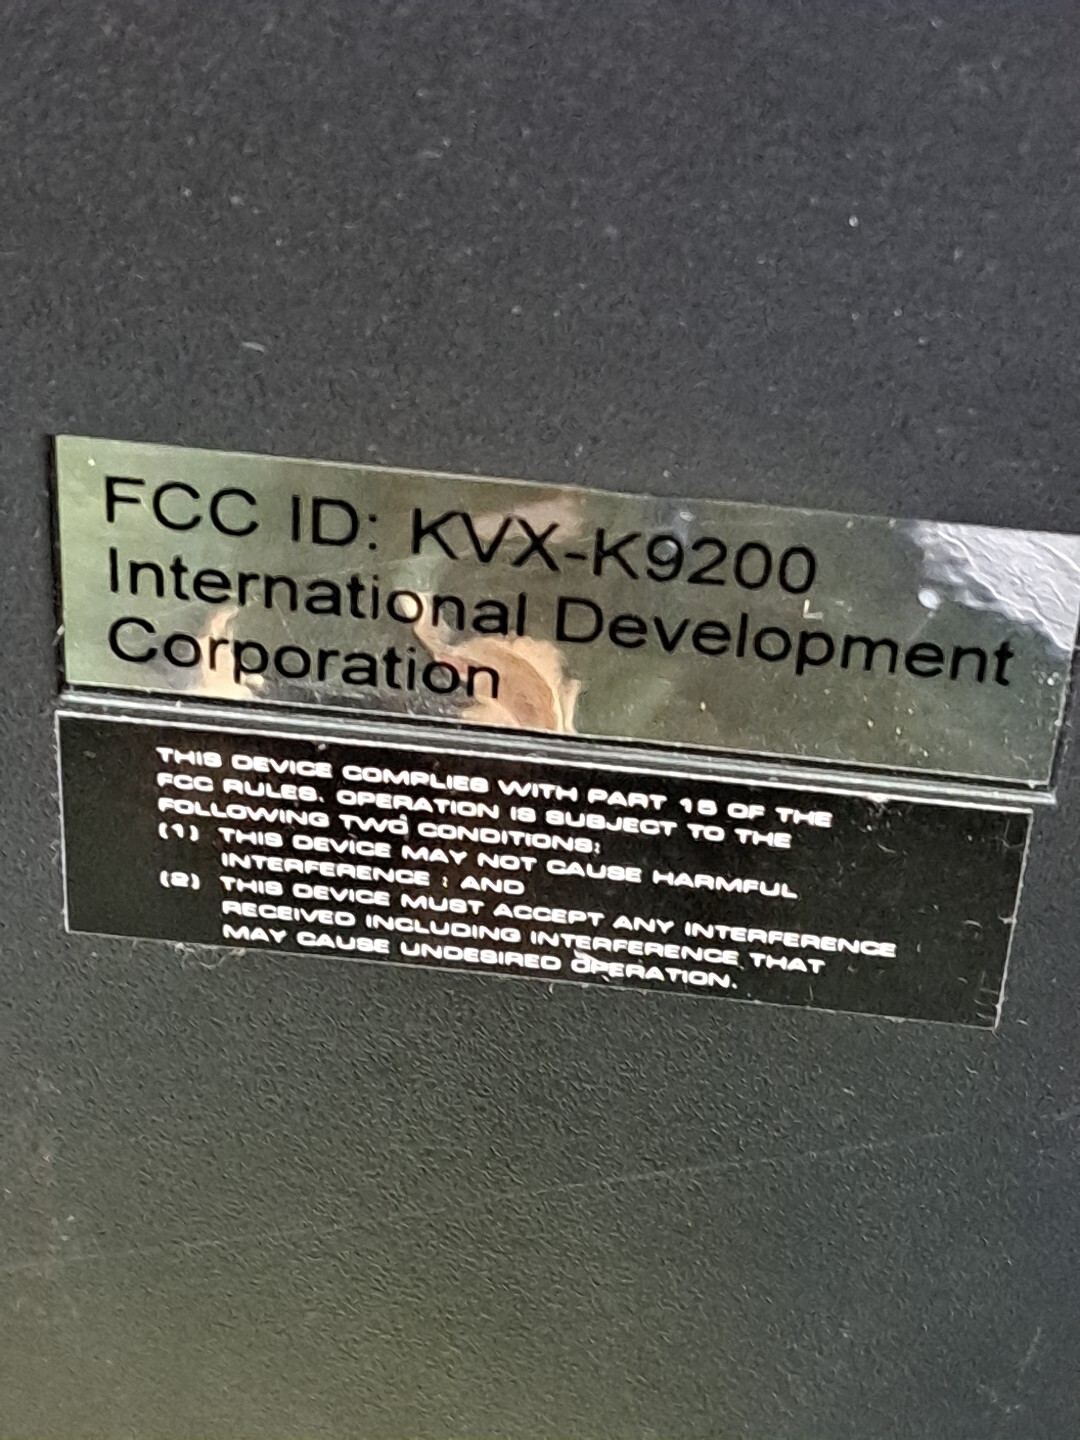 FCC ID: KVX-K9200
International Development
Corporation
THIS DEVICE COMPLIES WITH PART 15 OF THE
FCC RULES. OPERATION IS SUBJECT TO THE
FOLLOWING TWO CONDITIONS:
(1) THIS DEVICE MAY NOT CAUSE HARMFUL
INTERFERENCE : AND
(2) THIS DEVICE MUST ACCEPT ANY INTERFERENCE
RECEIVED INCLUDING INTERFERENCE THAT
MAY CAUSE UNDESIRED OPERATION.